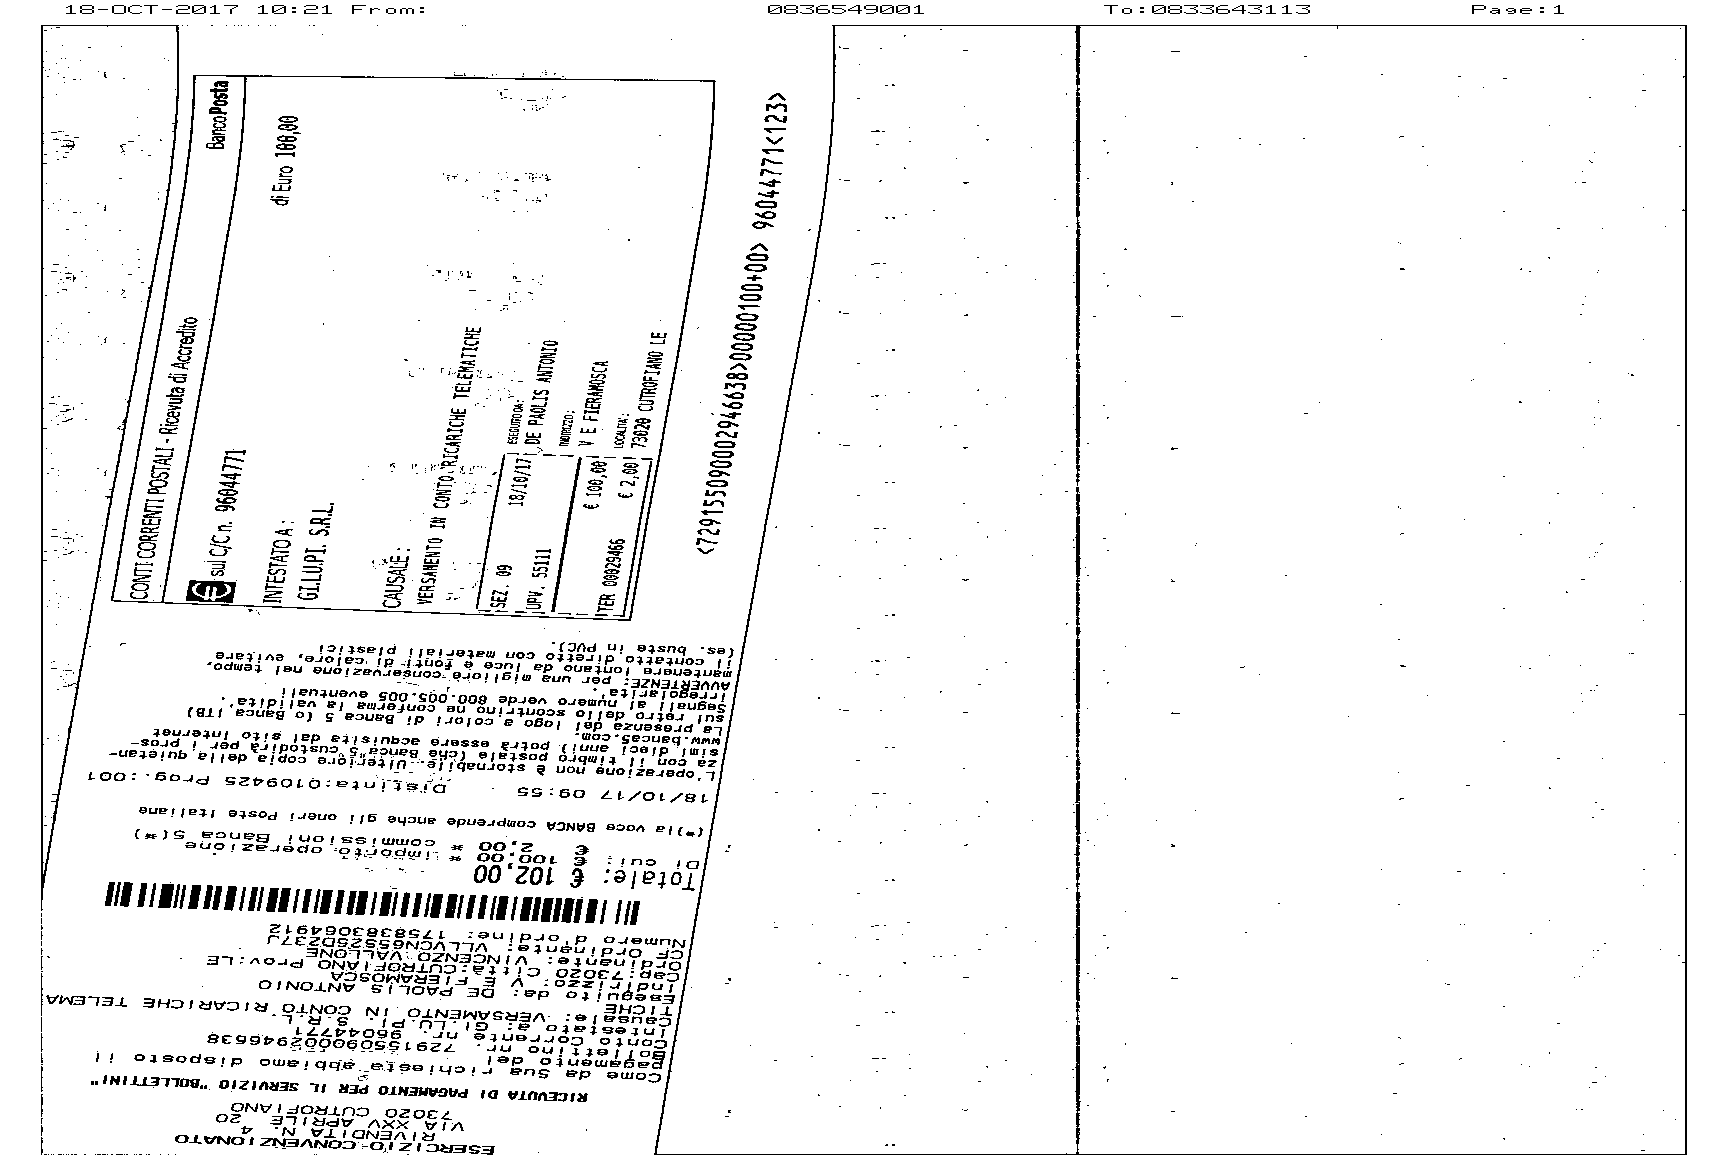 18-OCT-2017 10:21 From: 0836549001 To:0833643113 Page:1
CONTI CORRENTI POSTALI - Ricevuta di Accredito
BancoPosta
sul C/C n. 96044771
di Euro 100,00
INTESTATO A:
GI.LU.PI. S.R.L.
CAUSALE:
VERSAMENTO IN CONTO RICARICHE TELEMATICHE
ESEGUITO DA:
SEZ. 09 18/10/17 DE PAOLIS ANTONIO
UPV. 55111
INDIRIZZO:
V E FIERAMOSCA
€ 100,00
LOCALITA':
TER 00029466 € 2,00 73020 CUTROFIANO LE
<729155090002946638>00000100+00> 96044771<123>
ESERCIZIO CONVENZIONATO
RIVENDITA N. 4
VIA XXV APRILE 20
73020 CUTROFIANO
RICEVUTA DI PAGAMENTO PER IL SERVIZIO "BOLLETTINI"
Come da Sua richiesta abbiamo disposto il
pagamento del
Bollettino nr. 729155090002946638
Conto Corrente nr. 96044771
Intestato a: GI.LU.PI. S.R.L.
Causale: VERSAMENTO IN CONTO RICARICHE TELEMA
TICHE
Eseguito da: DE PAOLIS ANTONIO
Indirizzo: V E FIERAMOSCA
Cap:73020 Città:CUTROFIANO Prov:LE
Ordinante: VINCENZO VALLONE
CF Ordinante: VLLVCN65S25D237J
Numero d'ordine: 1758383064912
Totale: € 102,00
Di cui: € 100,00 * importo operazione
€ 2,00 * commissioni Banca 5(*)
(*)la voce BANCA comprende anche gli oneri Poste Italiane
18/10/17 09:55 Distinta:0109425 Prog.:001
L'operazione non è stornabile. Ulteriore copia della quietan-
za con il timbro postale (che Banca 5 custodirà per i pros-
simi dieci anni) potrà essere acquisita dal sito internet
www.banca5.com.
La presenza del logo a colori di Banca 5 (o Banca ITB)
sul retro dello scontrino ne conferma la validita'.
Segnali al numero verde 800.005.005 eventuali
irregolarita'.
AVVERTENZE: per una migliore conservazione nel tempo,
mantenere lontano da luce e fonti di calore, evitare
il contatto diretto con materiali plastici
(es. buste in PVC).